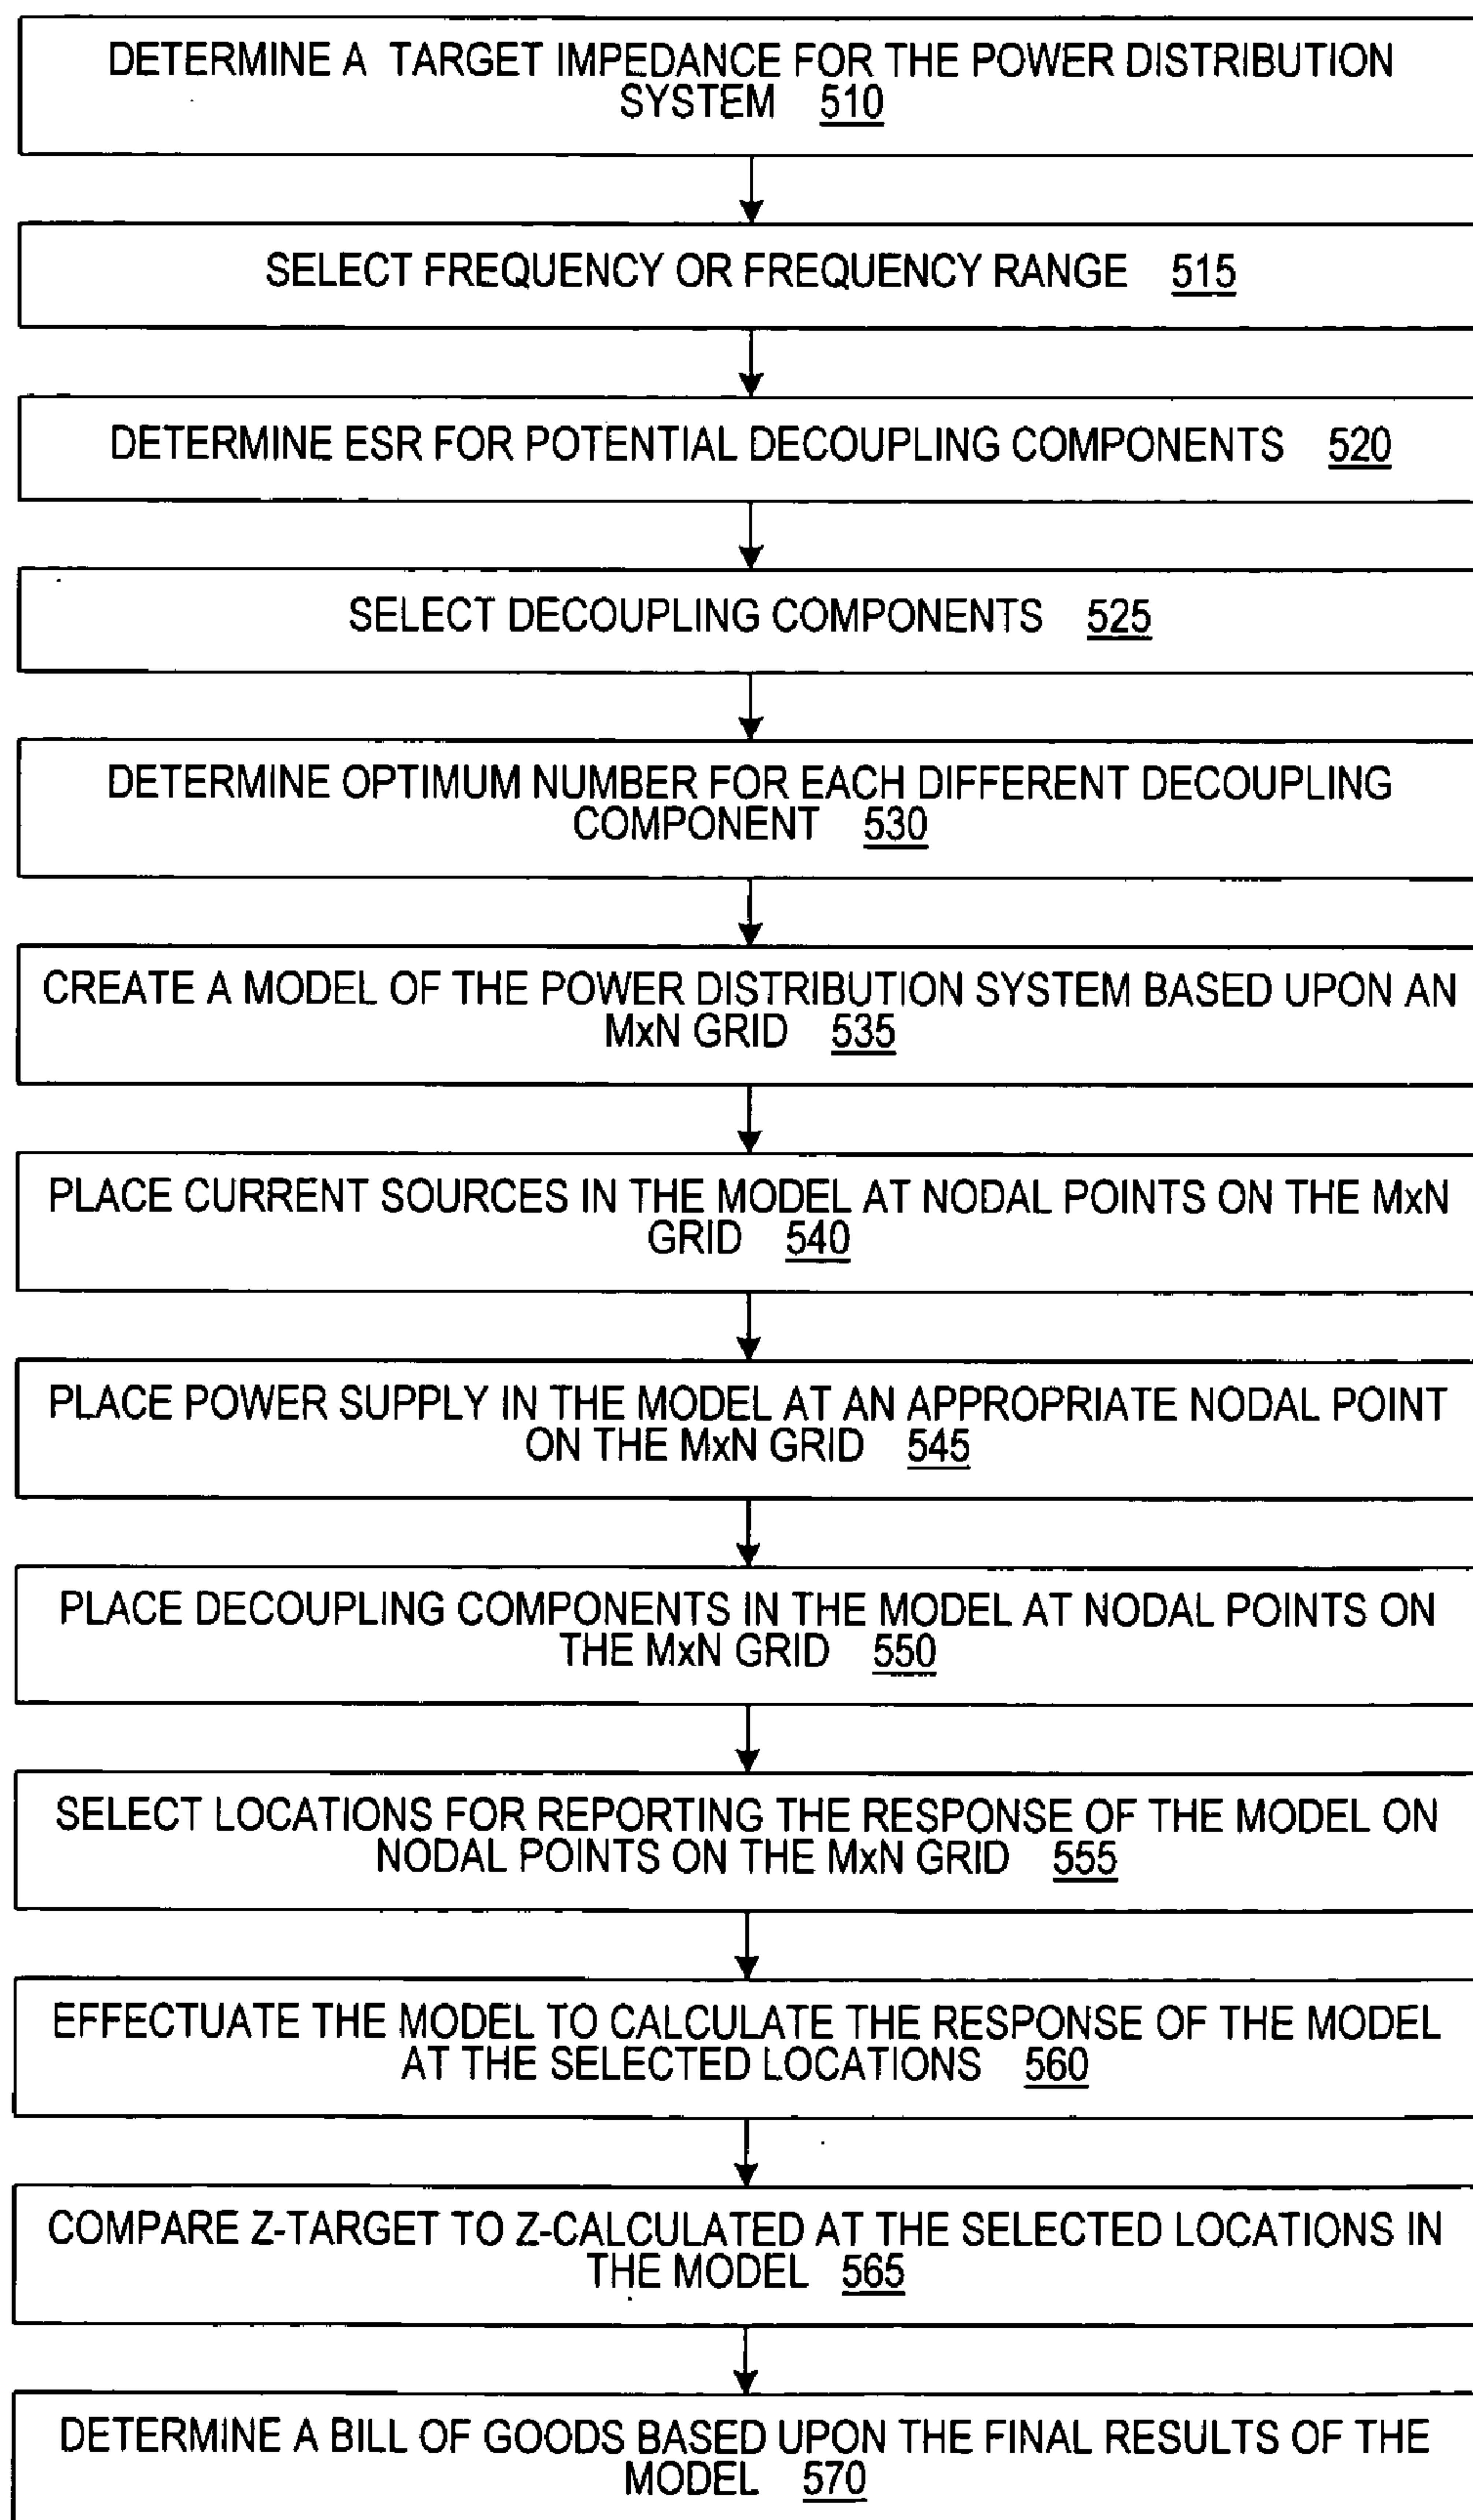 DETERMINE A TARGET IMPEDANCE FOR THE POWER DISTRIBUTION
SYSTEM 510
SELECT FREQUENCY OR FREQUENCY RANGE 515
DETERMINE ESR FOR POTENTIAL DECOUPLING COMPONENTS 520
SELECT DECOUPLING COMPONENTS 525
DETERMINE OPTIMUM NUMBER FOR EACH DIFFERENT DECOUPLING
COMPONENT 530
CREATE A MODEL OF THE POWER DISTRIBUTION SYSTEM BASED UPON AN
MxN GRID 535
PLACE CURRENT SOURCES IN THE MODEL AT NODAL POINTS ON THE MxN
GRID 540
PLACE POWER SUPPLY IN THE MODEL AT AN APPROPRIATE NODAL POINT
ON THE MxN GRID 545
PLACE DECOUPLING COMPONENTS IN THE MODEL AT NODAL POINTS ON
THE MxN GRID 550
SELECT LOCATIONS FOR REPORTING THE RESPONSE OF THE MODEL ON
NODAL POINTS ON THE MxN GRID 555
EFFECTUATE THE MODEL TO CALCULATE THE RESPONSE OF THE MODEL
AT THE SELECTED LOCATIONS 560
COMPARE Z-TARGET TO Z-CALCULATED AT THE SELECTED LOCATIONS IN
THE MODEL 565
DETERMINE A BILL OF GOODS BASED UPON THE FINAL RESULTS OF THE
MODEL 570